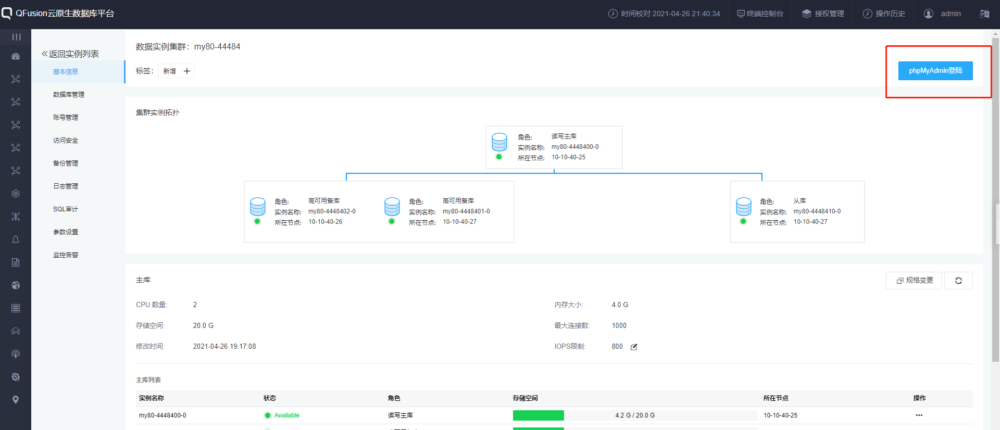 QFusion云原生数据库平台
时间校对 2021-04-26 21:40:34
终端控制台
授权管理
操作历史
admin
返回实例列表
基本信息
数据库管理
账号管理
访问安全
备份管理
日志管理
SQL审计
参数设置
监控告警
数据实例集群：my80-44484
标签：
新增
phpMyAdmin登陆
集群实例拓扑
角色: 读写主库
实例名称: my80-4448400-0
所在节点: 10-10-40-25
角色: 高可用备库
实例名称: my80-4448402-0
所在节点: 10-10-40-26
角色: 高可用备库
实例名称: my80-4448401-0
所在节点: 10-10-40-27
角色: 从库
实例名称: my80-4448410-0
所在节点: 10-10-40-27
主库
规格变更
CPU 数量: 2
内存大小: 4.0 G
存储空间: 20.0 G
最大连接数: 1000
修改时间: 2021-04-26 19:17:08
IOPS限制: 800
主库列表
实例名称 状态 角色 存储空间 所在节点 操作
my80-4448400-0 Available 读写主库 4.2 G / 20.0 G 10-10-40-25